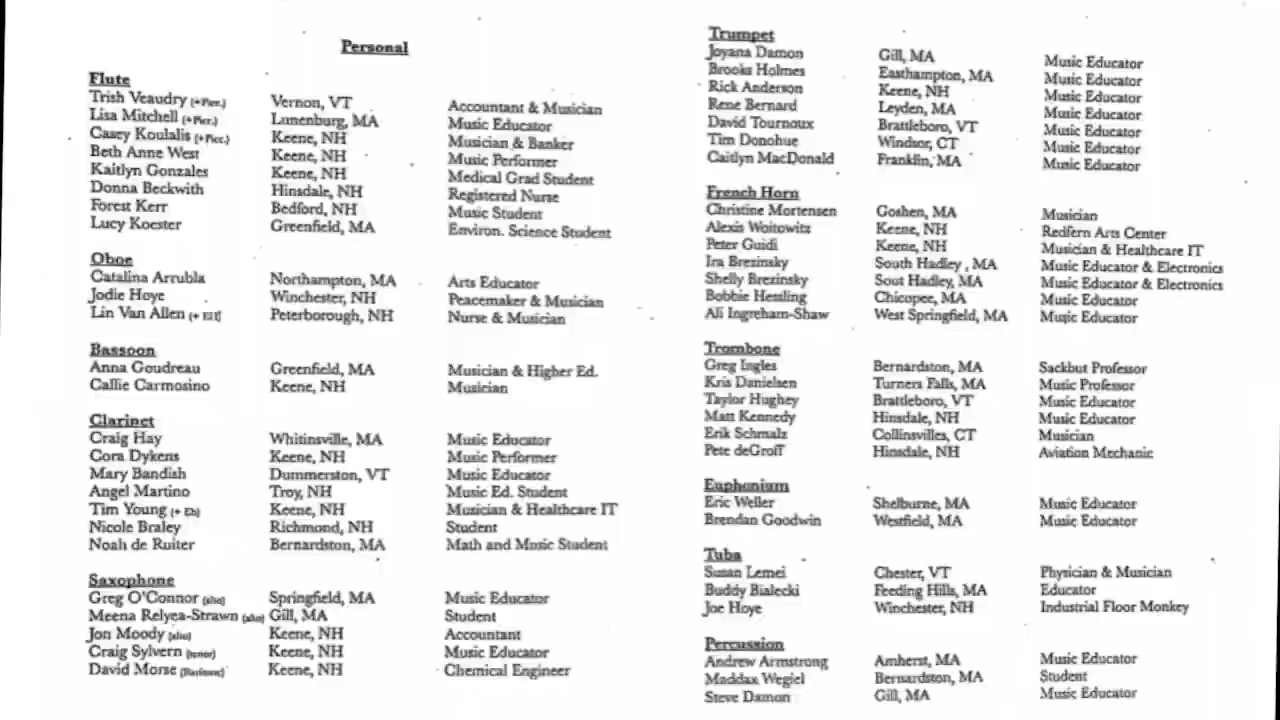 Personal
Flute
Trish Veaudry (+Picc.) Vernon, VT Accountant & Musician
Lisa Mitchell (+Picc.) Lunenburg, MA Music Educator
Casey Koulalis (+Picc.) Keene, NH Musician & Banker
Beth Anne West Keene, NH Music Performer
Kaitlyn Gonzales Keene, NH Medical Grad Student
Donna Beckwith Hinsdale, NH Registered Nurse
Forest Kerr Bedford, NH Music Student
Lucy Koester Greenfield, MA Environ. Science Student
Oboe
Catalina Arrubla Northampton, MA Arts Educator
Jodie Hoye Winchester, NH Peacemaker & Musician
Lin Van Allen Peterborough, NH Nurse & Musician
Bassoon
Anna Goudreau Greenfield, MA Musician & Higher Ed.
Callie Carmosino Keene, NH Musician
Clarinet
Craig Hay Whitinsville, MA Music Educator
Cora Dykens Keene, NH Music Performer
Mary Bandish Dummerston, VT Music Educator
Angel Martino Troy, NH Music Ed. Student
Tim Young (+ Eb) Keene, NH Musician & Healthcare IT
Nicole Braley Richmond, NH Student
Noah de Ruiter Bernardston, MA Math and Music Student
Saxophone
Greg O'Connor (alto) Springfield, MA Music Educator
Meena Relyea-Strawn (alto) Gill, MA Student
Jon Moody (alto) Keene, NH Accountant
Craig Sylvern (tenor) Keene, NH Music Educator
David Morse (Baritone) Keene, NH Chemical Engineer
Trumpet
Joyana Damon Gill, MA Music Educator
Brooks Holmes Easthampton, MA Music Educator
Rick Anderson Keene, NH Music Educator
Rene Bernard Leyden, MA Music Educator
David Tournoux Brattleboro, VT Music Educator
Tim Donohue Windsor, CT Music Educator
Caitlyn MacDonald Franklin, MA Music Educator
French Horn
Christine Mortensen Goshen, MA Musician
Alexis Woitowitz Keene, NH Redfern Arts Center
Peter Guidi Keene, NH Musician & Healthcare IT
Ira Brezinsky South Hadley , MA Music Educator & Electronics
Shelly Brezinsky Sout Hadley, MA Music Educator & Electronics
Bobbie Hessling Chicopee, MA Music Educator
Ali Ingreham-Shaw West Springfield, MA Music Educator
Trombone
Greg Ingles Bernardston, MA Sackbut Professor
Kris Danielsen Turners Falls, MA Music Professor
Taylor Hughey Brattleboro, VT Music Educator
Matt Kennedy Hinsdale, NH Music Educator
Erik Schmalz Collinsvilles, CT Musician
Pete deGroff Hinsdale, NH Aviation Mechanic
Euphonium
Eric Weller Shelburne, MA Music Educator
Brendan Goodwin Westfield, MA Music Educator
Tuba
Susan Lemei Chester, VT Physician & Musician
Buddy Bialecki Feeding Hills, MA Educator
Joe Hoye Winchester, NH Industrial Floor Monkey
Percussion
Andrew Armstrong Amherst, MA Music Educator
Maddax Wegiel Bernardston, MA Student
Steve Damon Gill, MA Music Educator